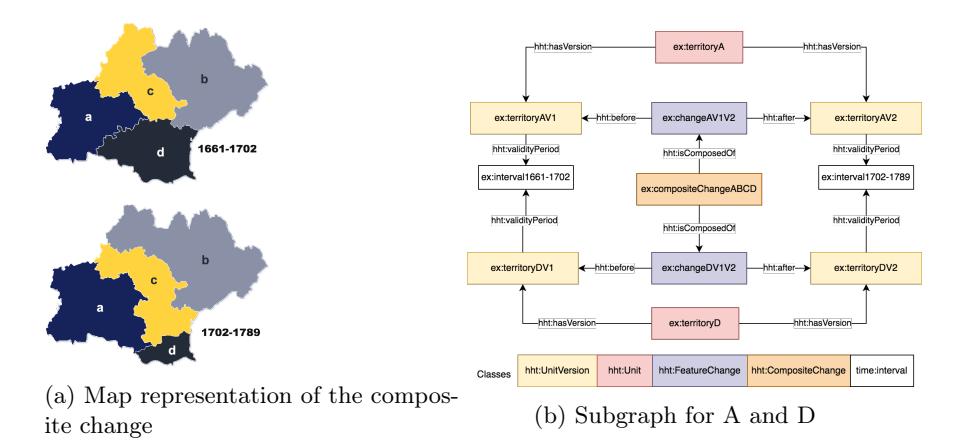 b
c
a
d
1661-1702
b
c
a
1702-1789
d
(a) Map representation of the compos-
ite change
ex:territoryA
hht:hasVersion
hht:hasVersion
ex:territoryAV1
hht:before
ex:changeAV1V2
hht:after
ex:territoryAV2
hht:validityPeriod
hht:isComposedOf
hht:validityPeriod
ex:interval1661-1702
ex:compositeChangeABCD
ex:interval1702-1789
hht:validityPeriod
hht:isComposedOf
hht:validityPeriod
ex:territoryDV1
hht:before
ex:changeDV1V2
hht:after
ex:territoryDV2
hht:hasVersion
ex:territoryD
hht:hasVersion
Classes
hht:UnitVersion
hht:Unit
hht:FeatureChange
hht:CompositeChange
time:interval
(b) Subgraph for A and D